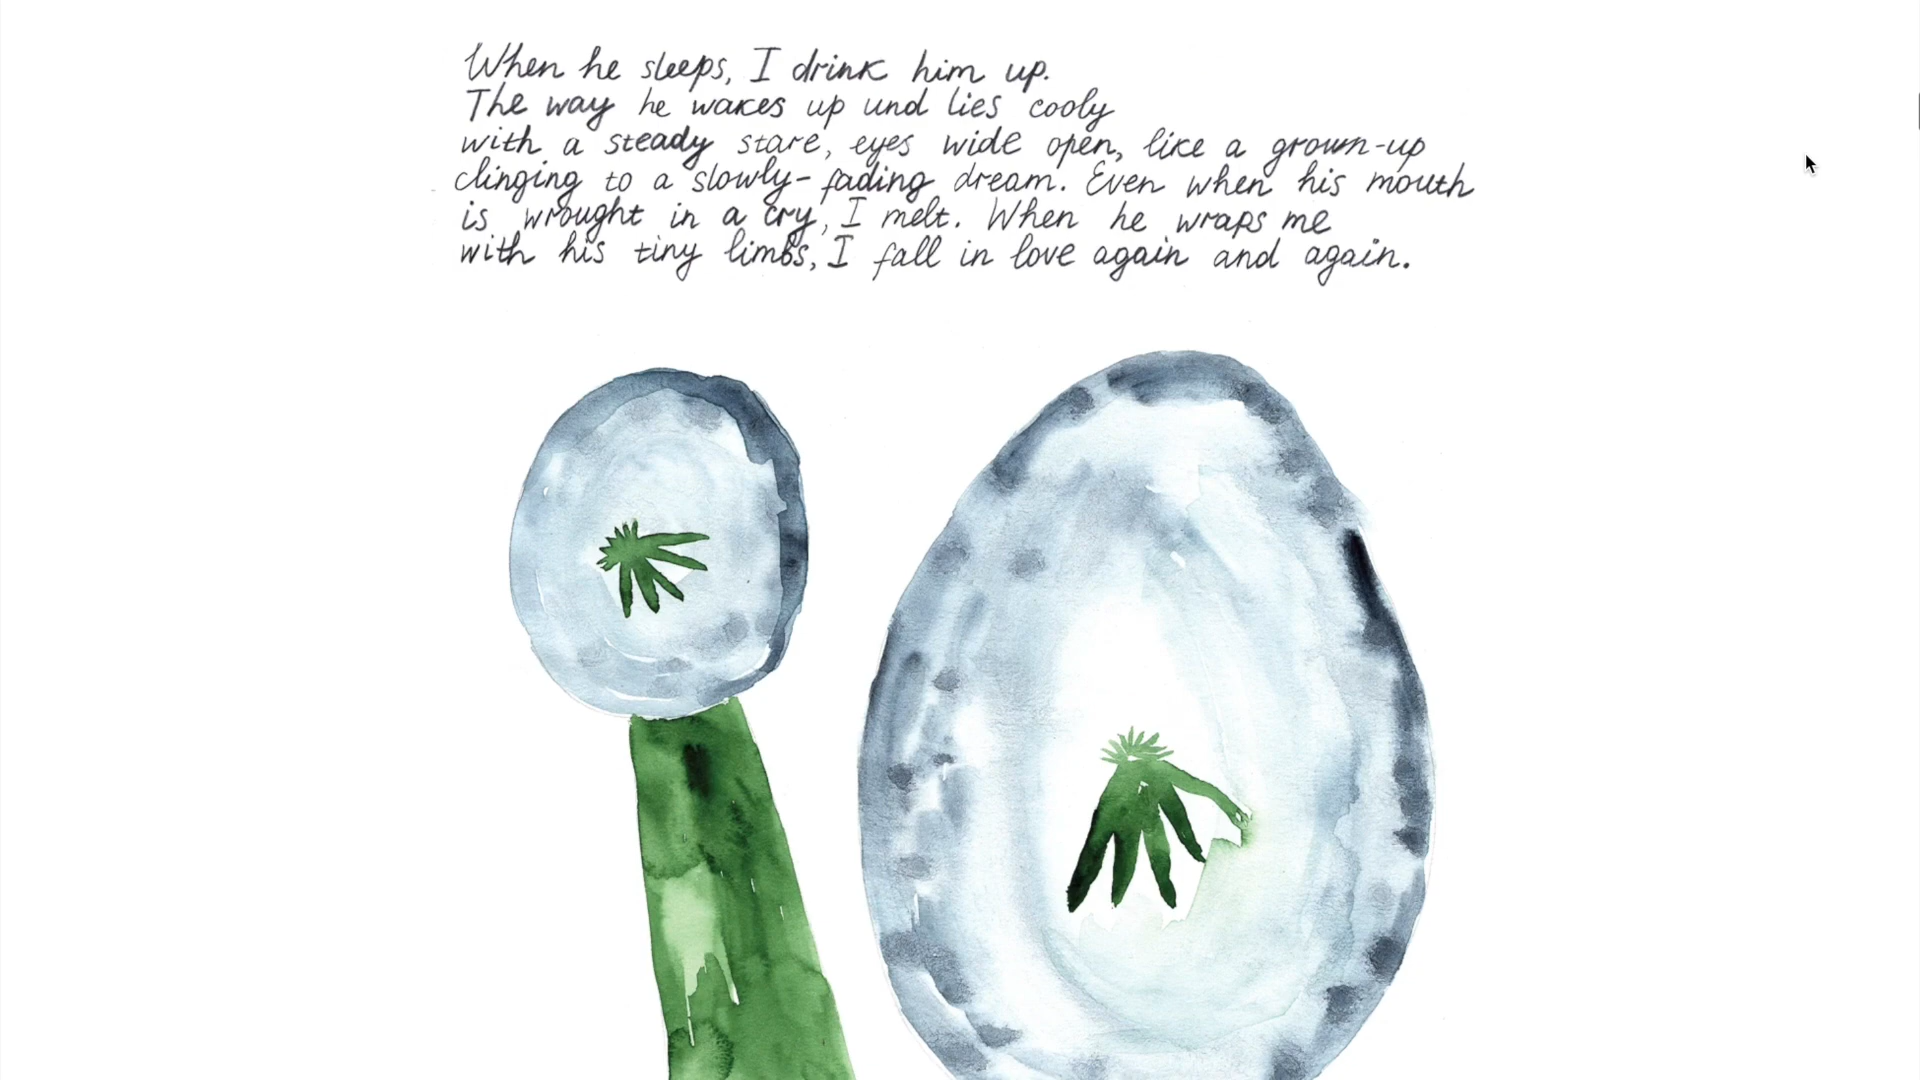 When he sleeps, I drink him up.
The way he wakes up und lies cooly
with a steady stare, eyes wide open, like a grown-up
clinging to a slowly-fading dream. Even when his mouth
is wrought in a cry, I melt. When he wraps me
with his tiny limbs, I fall in love again and again.